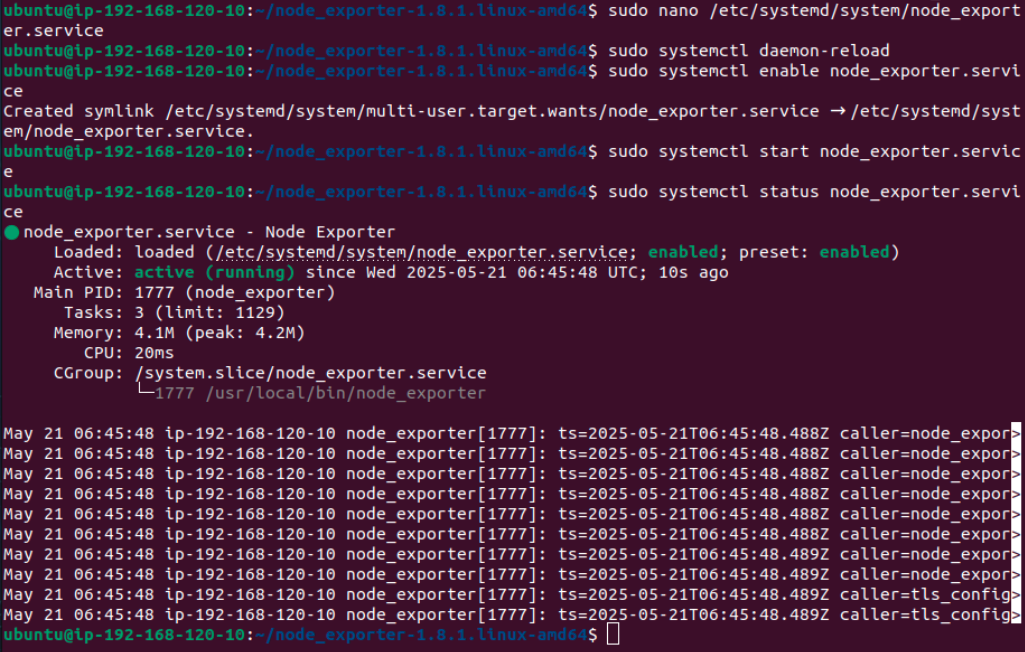 ubuntu@ip-192-168-120-10:~/node_exporter-1.8.1.linux-amd64$ sudo nano /etc/systemd/system/node_export
er.service
ubuntu@ip-192-168-120-10:~/node_exporter-1.8.1.linux-amd64$ sudo systemctl daemon-reload
ubuntu@ip-192-168-120-10:~/node_exporter-1.8.1.linux-amd64$ sudo systemctl enable node_exporter.servi
ce
Created symlink /etc/systemd/system/multi-user.target.wants/node_exporter.service → /etc/systemd/syst
em/node_exporter.service.
ubuntu@ip-192-168-120-10:~/node_exporter-1.8.1.linux-amd64$ sudo systemctl start node_exporter.servic
e
ubuntu@ip-192-168-120-10:~/node_exporter-1.8.1.linux-amd64$ sudo systemctl status node_exporter.servi
ce
● node_exporter.service - Node Exporter
     Loaded: loaded (/etc/systemd/system/node_exporter.service; enabled; preset: enabled)
     Active: active (running) since Wed 2025-05-21 06:45:48 UTC; 10s ago
   Main PID: 1777 (node_exporter)
      Tasks: 3 (limit: 1129)
     Memory: 4.1M (peak: 4.2M)
        CPU: 20ms
     CGroup: /system.slice/node_exporter.service
             └─1777 /usr/local/bin/node_exporter

May 21 06:45:48 ip-192-168-120-10 node_exporter[1777]: ts=2025-05-21T06:45:48.488Z caller=node_expor>
May 21 06:45:48 ip-192-168-120-10 node_exporter[1777]: ts=2025-05-21T06:45:48.488Z caller=node_expor>
May 21 06:45:48 ip-192-168-120-10 node_exporter[1777]: ts=2025-05-21T06:45:48.488Z caller=node_expor>
May 21 06:45:48 ip-192-168-120-10 node_exporter[1777]: ts=2025-05-21T06:45:48.488Z caller=node_expor>
May 21 06:45:48 ip-192-168-120-10 node_exporter[1777]: ts=2025-05-21T06:45:48.488Z caller=node_expor>
May 21 06:45:48 ip-192-168-120-10 node_exporter[1777]: ts=2025-05-21T06:45:48.488Z caller=node_expor>
May 21 06:45:48 ip-192-168-120-10 node_exporter[1777]: ts=2025-05-21T06:45:48.489Z caller=node_expor>
May 21 06:45:48 ip-192-168-120-10 node_exporter[1777]: ts=2025-05-21T06:45:48.489Z caller=node_expor>
May 21 06:45:48 ip-192-168-120-10 node_exporter[1777]: ts=2025-05-21T06:45:48.489Z caller=tls_config>
May 21 06:45:48 ip-192-168-120-10 node_exporter[1777]: ts=2025-05-21T06:45:48.489Z caller=tls_config>
ubuntu@ip-192-168-120-10:~/node_exporter-1.8.1.linux-amd64$